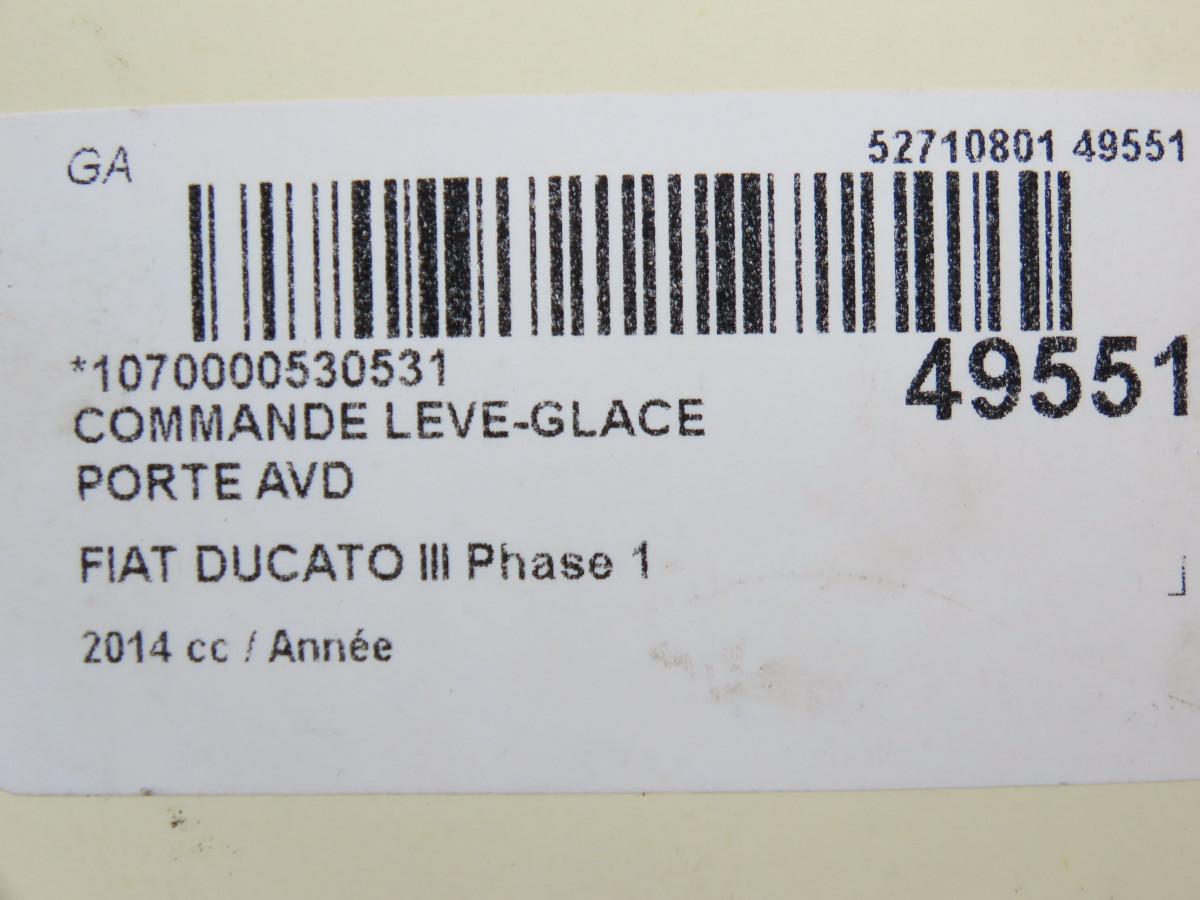 GA
52710801 49551
*1070000530531
49551
COMMANDE LEVE-GLACE
PORTE AVD
FIAT DUCATO III Phase 1
2014 cc / Année